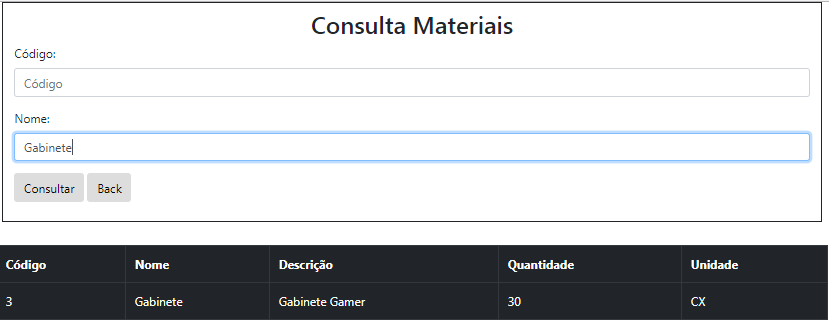 Consulta Materiais
Código:
Código
Nome:
Gabinete
Consultar Back
Código Nome Descrição Quantidade Unidade
3 Gabinete Gabinete Gamer 30 CX